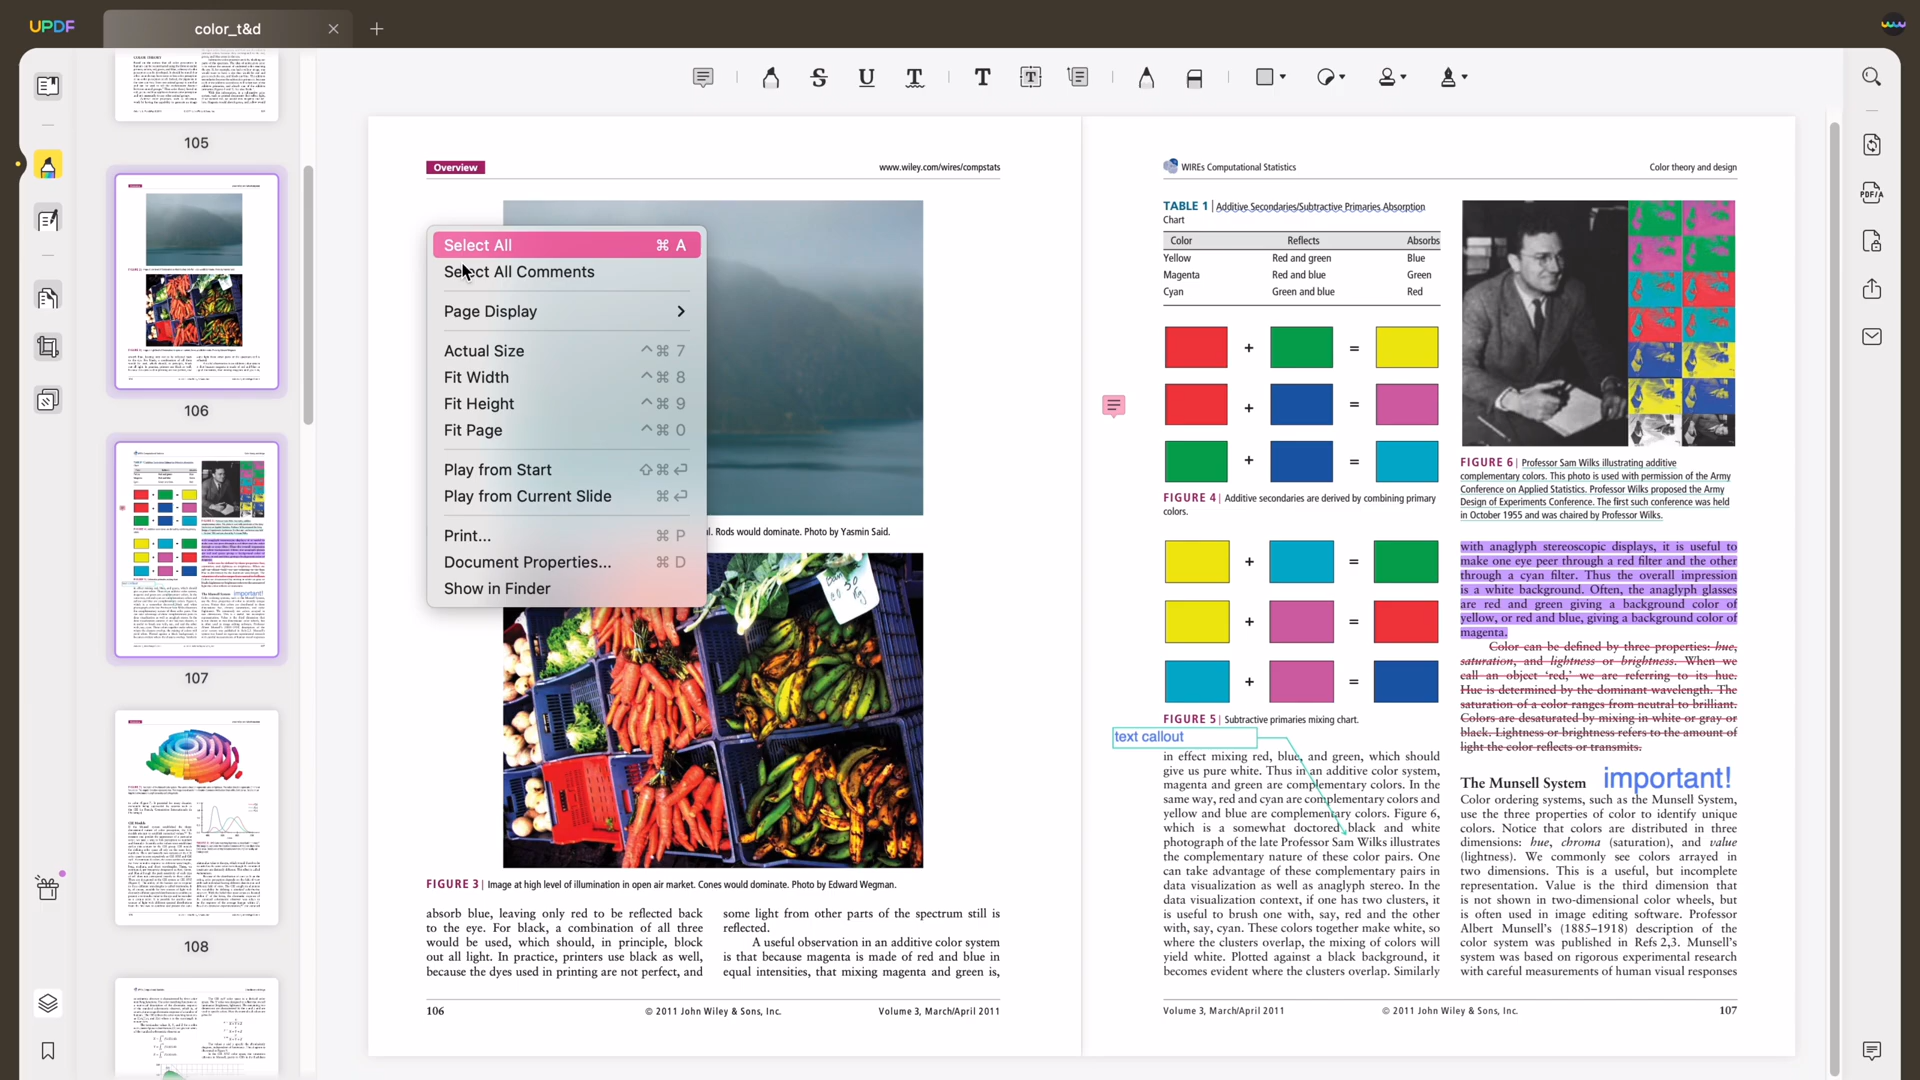 UPDF
color_t&d
105
106
107
108
PDF/A
Select All ⌘ A
Select All Comments
Page Display
Actual Size ^⌘ 7
Fit Width ^⌘ 8
Fit Height ^⌘ 9
Fit Page ^⌘ 0
Play from Start ⇧⌘↩
Play from Current Slide ⌘↩
Print... ⌘ P
Document Properties... ⌘ D
Show in Finder
Overview
www.wiley.com/wires/compstats
Rods would dominate. Photo by Yasmin Said.
FIGURE 3 | Image at high level of illumination in open air market. Cones would dominate. Photo by Edward Wegman.
absorb blue, leaving only red to be reflected back
to the eye. For black, a combination of all three
would be used, which should, in principle, block
out all light. In practice, printers use black as well,
because the dyes used in printing are not perfect, and
some light from other parts of the spectrum still is
reflected.
A useful observation in an additive color system
is that because magenta is made of red and blue in
equal intensities, that mixing magenta and green is,
106
© 2011 John Wiley & Sons, Inc.
Volume 3, March/April 2011
WIREs Computational Statistics
Color theory and design
TABLE 1 | Additive Secondaries/Subtractive Primaries Absorption
Chart
Color Reflects Absorbs
Yellow Red and green Blue
Magenta Red and blue Green
Cyan Green and blue Red
+ =
+ =
+ =
FIGURE 4 | Additive secondaries are derived by combining primary
colors.
+ =
+ =
+ =
FIGURE 5 | Subtractive primaries mixing chart.
text callout
in effect mixing red, blue, and green, which should
give us pure white. Thus in an additive color system,
magenta and green are complementary colors. In the
same way, red and cyan are complementary colors and
yellow and blue are complementary colors. Figure 6,
which is a somewhat doctored black and white
photograph of the late Professor Sam Wilks illustrates
the complementary nature of these color pairs. One
can take advantage of these complementary pairs in
data visualization as well as anaglyph stereo. In the
data visualization context, if one has two clusters, it
is useful to brush one with, say, red and the other
with, say, cyan. These colors together make white, so
where the clusters overlap, the mixing of colors will
yield white. Plotted against a black background, it
becomes evident where the clusters overlap. Similarly
FIGURE 6 | Professor Sam Wilks illustrating additive
complementary colors. This photo is used with permission of the Army
Conference on Applied Statistics. Professor Wilks proposed the Army
Design of Experiments Conference. The first such conference was held
in October 1955 and was chaired by Professor Wilks.
with anaglyph stereoscopic displays, it is useful to
make one eye peer through a red filter and the other
through a cyan filter. Thus the overall impression
is a white background. Often, the anaglyph glasses
are red and green giving a background color of
yellow, or red and blue, giving a background color of
magenta.
Color can be defined by three properties: hue,
saturation, and lightness or brightness. When we
call an object 'red,' we are referring to its hue.
Hue is determined by the dominant wavelength. The
saturation of a color ranges from neutral to brilliant.
Colors are desaturated by mixing in white or gray or
black. Lightness or brightness refers to the amount of
light the color reflects or transmits.
The Munsell System
important!
Color ordering systems, such as the Munsell System,
use the three properties of color to identify unique
colors. Notice that colors are distributed in three
dimensions: hue, chroma (saturation), and value
(lightness). We commonly see colors arrayed in
two dimensions. This is a useful, but incomplete
representation. Value is the third dimension that
is not shown in two-dimensional color wheels, but
is often used in image editing software. Professor
Albert Munsell's (1885–1918) description of the
color system was published in Refs 2,3. Munsell's
system was based on rigorous experimental research
with careful measurements of human visual responses
Volume 3, March/April 2011
© 2011 John Wiley & Sons, Inc.
107